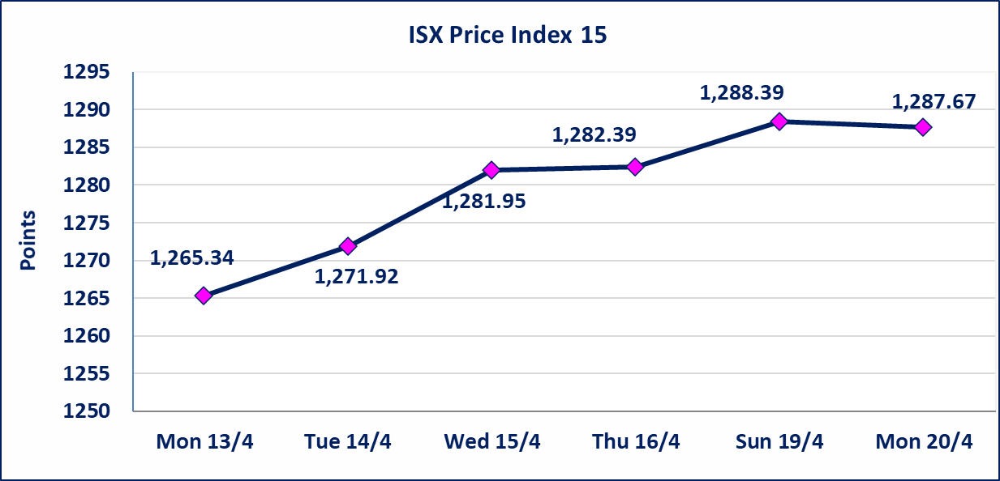 ISX Price Index 15
Points
1295
1290
1285
1280
1275
1270
1265
1260
1255
1250
1,265.34
1,271.92
1,281.95
1,282.39
1,288.39
1,287.67
Mon 13/4
Tue 14/4
Wed 15/4
Thu 16/4
Sun 19/4
Mon 20/4